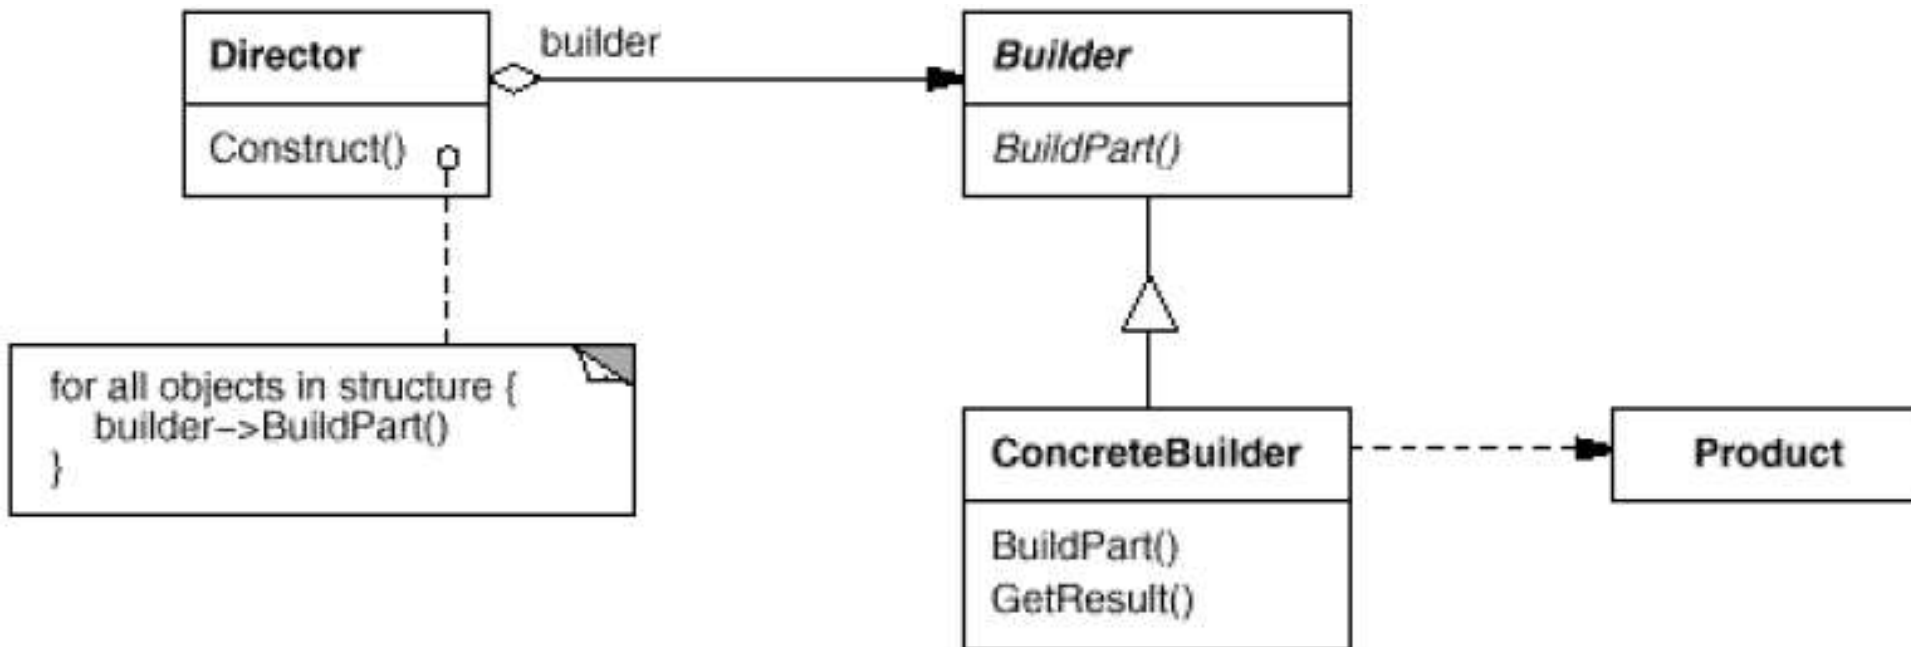 Director
builder
Builder
Construct()
BuildPart()
for all objects in structure {
builder–>BuildPart()
}
ConcreteBuilder
Product
BuildPart()
GetResult()